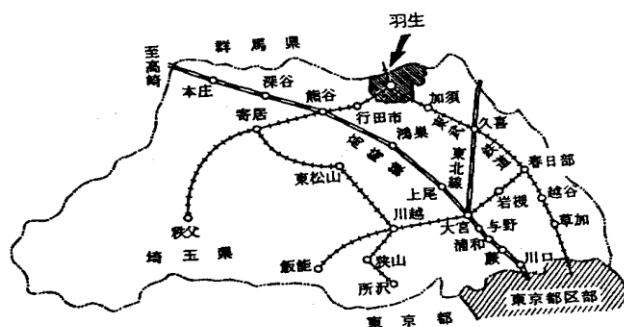 羽生
群馬県
至高崎
本庄
深谷
熊谷
行田市
加須
東武鉄道
久喜
寄居
鴻巣
高崎線
東北線
春日部
東松山
上尾
岩槻
越谷
秩父
川越
大宮
与野
草加
埼玉県
浦和
飯能
狭山
蕨
川口
所沢
東京都区部
東京都